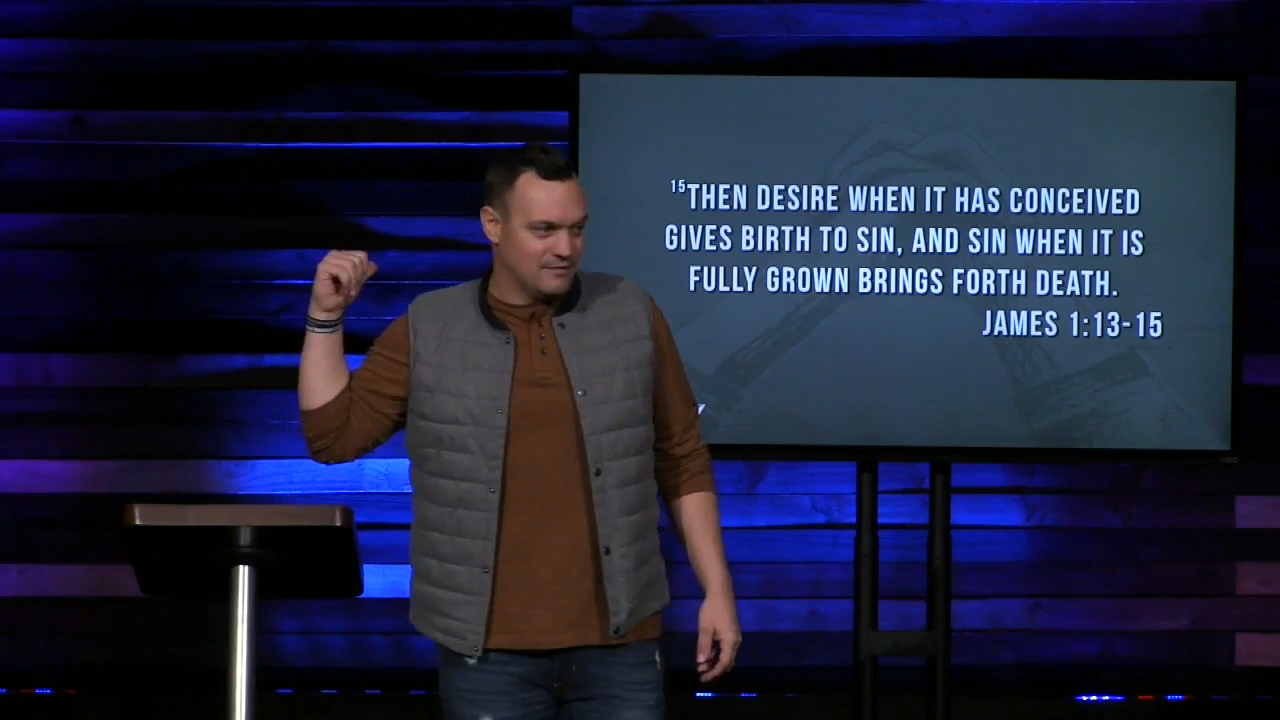 15THEN DESIRE WHEN IT HAS CONCEIVED
GIVES BIRTH TO SIN, AND SIN WHEN IT IS
FULLY GROWN BRINGS FORTH DEATH.
JAMES 1:13-15